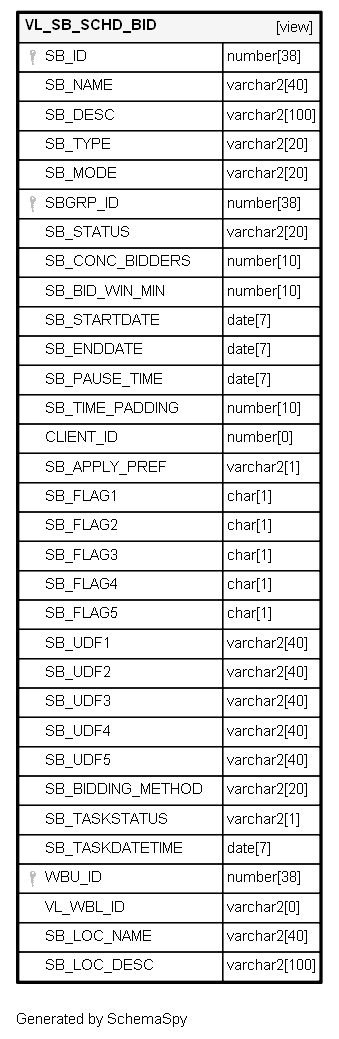 VL_SB_SCHD_BID [view]
SB_ID number[38]
SB_NAME varchar2[40]
SB_DESC varchar2[100]
SB_TYPE varchar2[20]
SB_MODE varchar2[20]
SBGRP_ID number[38]
SB_STATUS varchar2[20]
SB_CONC_BIDDERS number[10]
SB_BID_WIN_MIN number[10]
SB_STARTDATE date[7]
SB_ENDDATE date[7]
SB_PAUSE_TIME date[7]
SB_TIME_PADDING number[10]
CLIENT_ID number[0]
SB_APPLY_PREF varchar2[1]
SB_FLAG1 char[1]
SB_FLAG2 char[1]
SB_FLAG3 char[1]
SB_FLAG4 char[1]
SB_FLAG5 char[1]
SB_UDF1 varchar2[40]
SB_UDF2 varchar2[40]
SB_UDF3 varchar2[40]
SB_UDF4 varchar2[40]
SB_UDF5 varchar2[40]
SB_BIDDING_METHOD varchar2[20]
SB_TASKSTATUS varchar2[1]
SB_TASKDATETIME date[7]
WBU_ID number[38]
VL_WBL_ID varchar2[0]
SB_LOC_NAME varchar2[40]
SB_LOC_DESC varchar2[100]
Generated by SchemaSpy